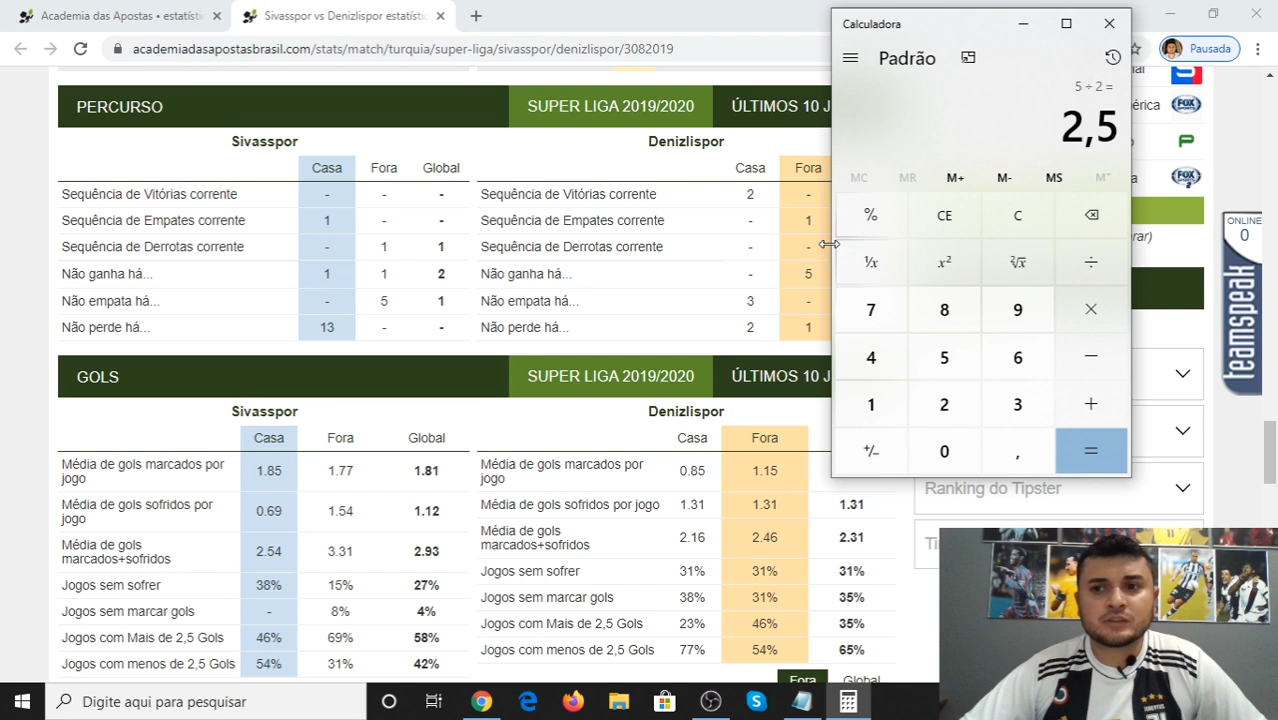 Academia das Apostas • estatíst
Sivasspor vs Denizlispor estatístic
Calculadora
academiadasapostasbrasil.com/stats/match/turquia/super-liga/sivasspor/denizlispor/3082019
Pausada
Padrão
5 ÷ 2 =
2,5
MC MR M+ M- MS
% CE C
¹/x x² ²√x ÷
7 8 9 ×
4 5 6 −
1 2 3 +
+/− 0 , =
PERCURSO SUPER LIGA 2019/2020 ÚLTIMOS 10 J
Sivasspor Denizlispor
Casa Fora Global Casa Fora
Sequência de Vitórias corrente - - - Sequência de Vitórias corrente 2 -
Sequência de Empates corrente 1 - - Sequência de Empates corrente - 1
Sequência de Derrotas corrente - 1 1 Sequência de Derrotas corrente - -
Não ganha há... 1 1 2 Não ganha há... - 5
Não empata há... - 5 1 Não empata há... 3 -
Não perde há... 13 - - Não perde há... 2 1
GOLS SUPER LIGA 2019/2020 ÚLTIMOS 10 J
Sivasspor Denizlispor
Casa Fora Global Casa Fora
Média de gols marcados por
jogo 1.85 1.77 1.81 Média de gols marcados por
jogo 0.85 1.15
Média de gols sofridos por
jogo 0.69 1.54 1.12 Média de gols sofridos por jogo 1.31 1.31 1.31
Média de gols
marcados+sofridos 2.54 3.31 2.93 Média de gols
marcados+sofridos 2.16 2.46 2.31
Jogos sem sofrer 38% 15% 27% Jogos sem sofrer 31% 31% 31%
Jogos sem marcar gols - 8% 4% Jogos sem marcar gols 38% 31% 35%
Jogos com Mais de 2,5 Gols 46% 69% 58% Jogos com Mais de 2,5 Gols 23% 46% 35%
Jogos com menos de 2,5 Gols 54% 31% 42% Jogos com menos de 2,5 Gols 77% 54% 65%
Fora Global
érica
FOX
FOX
rar)
ONLINE
0
teamspeak
Ranking do Tipster
Digite aqui para pesquisar